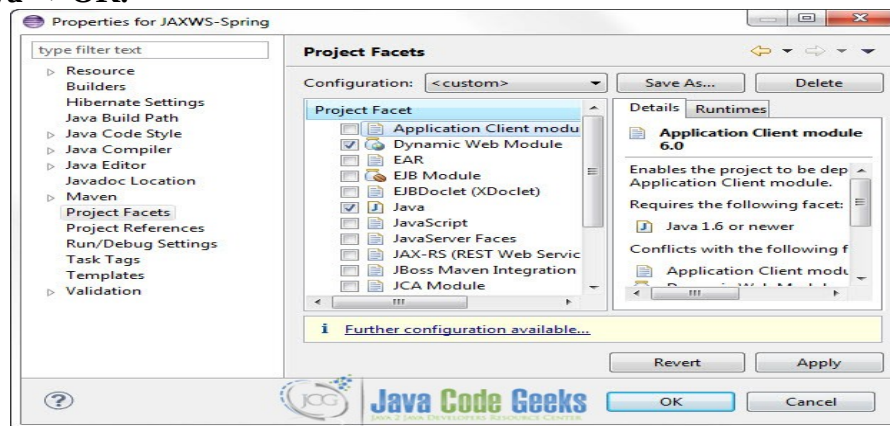 OK.
Properties for JAXWS-Spring
type filter text
Resource
Builders
Hibernate Settings
Java Build Path
Java Code Style
Java Compiler
Java Editor
Javadoc Location
Maven
Project Facets
Project References
Run/Debug Settings
Task Tags
Templates
Validation
Project Facets
Configuration: <custom>
Save As...
Delete
Project Facet
Application Client modu
Dynamic Web Module
EAR
EJB Module
EJBDoclet (XDoclet)
Java
JavaScript
JavaServer Faces
JAX-RS (REST Web Servic
JBoss Maven Integration
JCA Module
Details
Runtimes
Application Client module
6.0
Enables the project to be dep
Application Client module.
Requires the following facet:
Java 1.6 or newer
Conflicts with the following f
Application Client modu
i Further configuration available...
Revert
Apply
JCG
Java Code Geeks
JAVA 2 JAVA DEVELOPERS RESOURCE CENTER
OK
Cancel